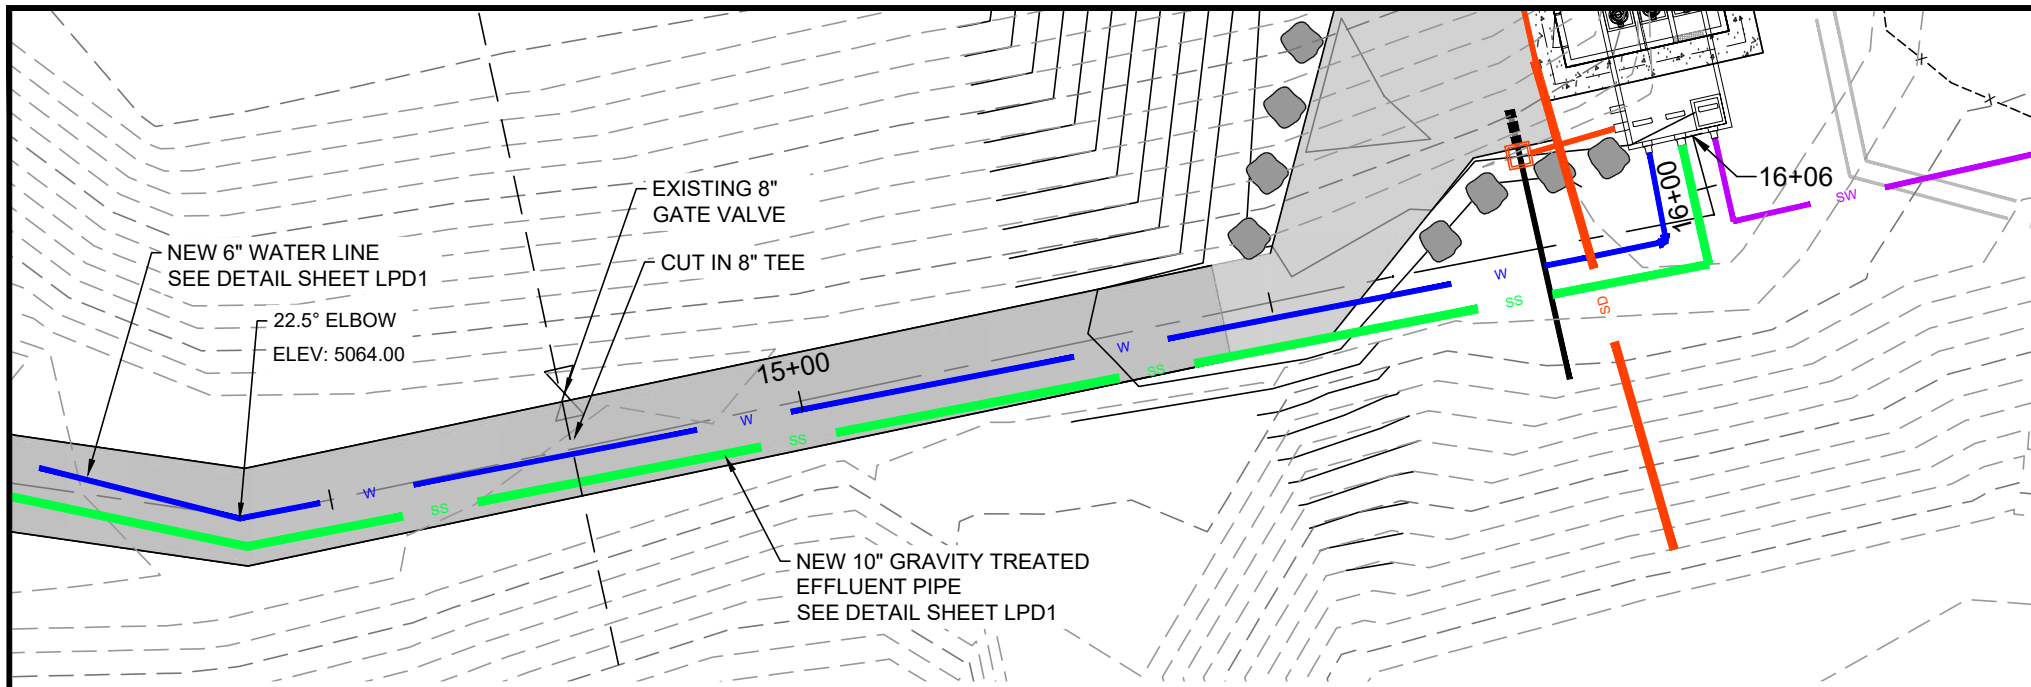 EXISTING 8"
GATE VALVE
NEW 6" WATER LINE
SEE DETAIL SHEET LPD1
CUT IN 8" TEE
22.5° ELBOW
ELEV: 5064.00
15+00
16+00
16+06
SW
W
SS
SD
W
SS
W
SS
W
SS
NEW 10" GRAVITY TREATED
EFFLUENT PIPE
SEE DETAIL SHEET LPD1
X
X